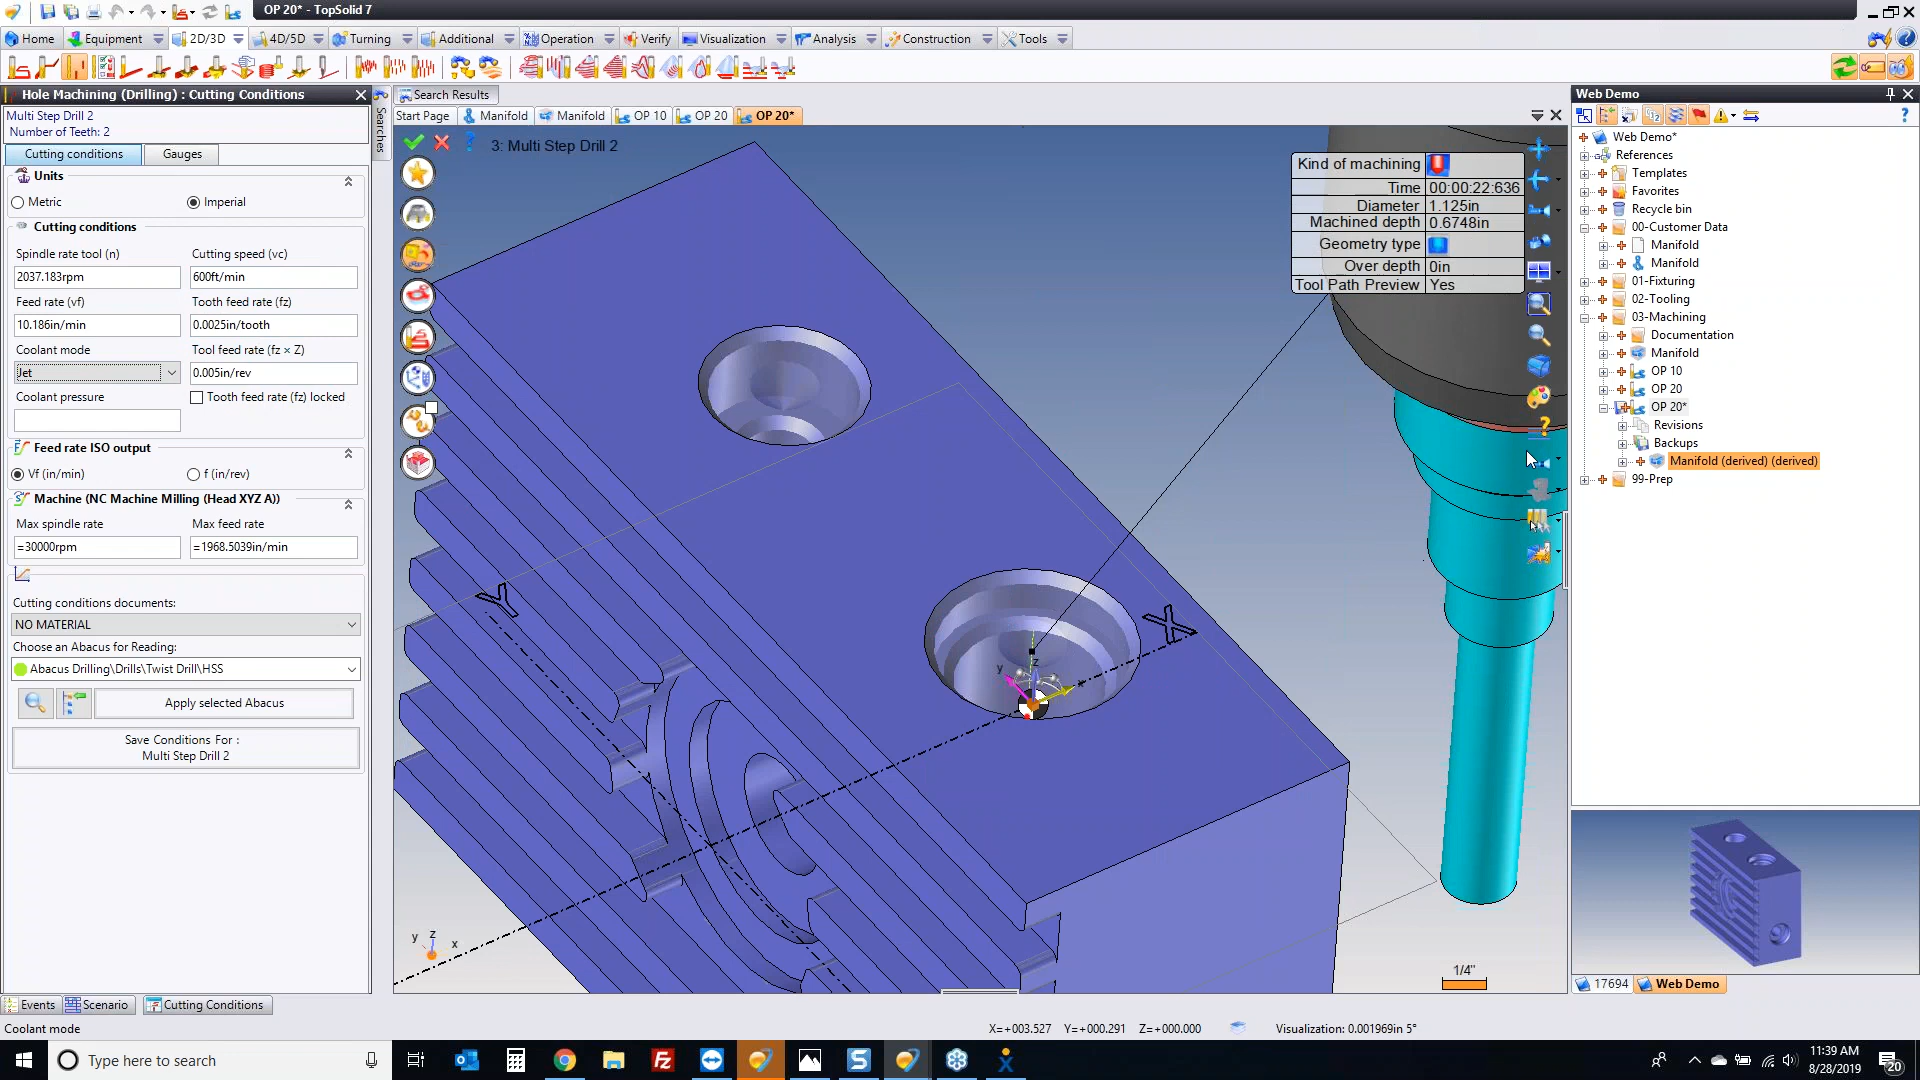 OP 20* - TopSolid 7
Home
Equipment
2D/3D
4D/5D
Turning
Additional
Operation
Verify
Visualization
Analysis
Construction
Tools
Hole Machining (Drilling) : Cutting Conditions
Multi Step Drill 2
Number of Teeth: 2
Cutting conditions
Gauges
Units
Metric
Imperial
Cutting conditions
Spindle rate tool (n)
Cutting speed (vc)
2037.183rpm
600ft/min
Feed rate (vf)
Tooth feed rate (fz)
10.186in/min
0.0025in/tooth
Coolant mode
Tool feed rate (fz × Z)
Jet
0.005in/rev
Coolant pressure
Tooth feed rate (fz) locked
Feed rate ISO output
Vf (in/min)
f (in/rev)
Machine (NC Machine Milling (Head XYZ A))
Max spindle rate
Max feed rate
=30000rpm
=1968.5039in/min
Cutting conditions documents:
NO MATERIAL
Choose an Abacus for Reading:
Abacus Drilling\Drills\Twist Drill\HSS
Apply selected Abacus
Save Conditions For :
Multi Step Drill 2
Searches
Search Results
Start Page
Manifold
Manifold
OP 10
OP 20
OP 20*
3: Multi Step Drill 2
Kind of machining
Time 00:00:22:636
Diameter 1.125in
Machined depth 0.6748in
Geometry type
Over depth 0in
Tool Path Preview Yes
Y
X
y
z
x
y
z
x
1/4"
Web Demo
Web Demo*
References
Templates
Favorites
Recycle bin
00-Customer Data
Manifold
Manifold
01-Fixturing
02-Tooling
03-Machining
Documentation
Manifold
OP 10
OP 20
OP 20*
Revisions
Backups
Manifold (derived) (derived)
99-Prep
17694
Web Demo
Events
Scenario
Cutting Conditions
Coolant mode
X=+003.527 Y=+000.291 Z=+000.000
Visualization: 0.001969in 5°
Type here to search
11:39 AM
8/28/2019
20